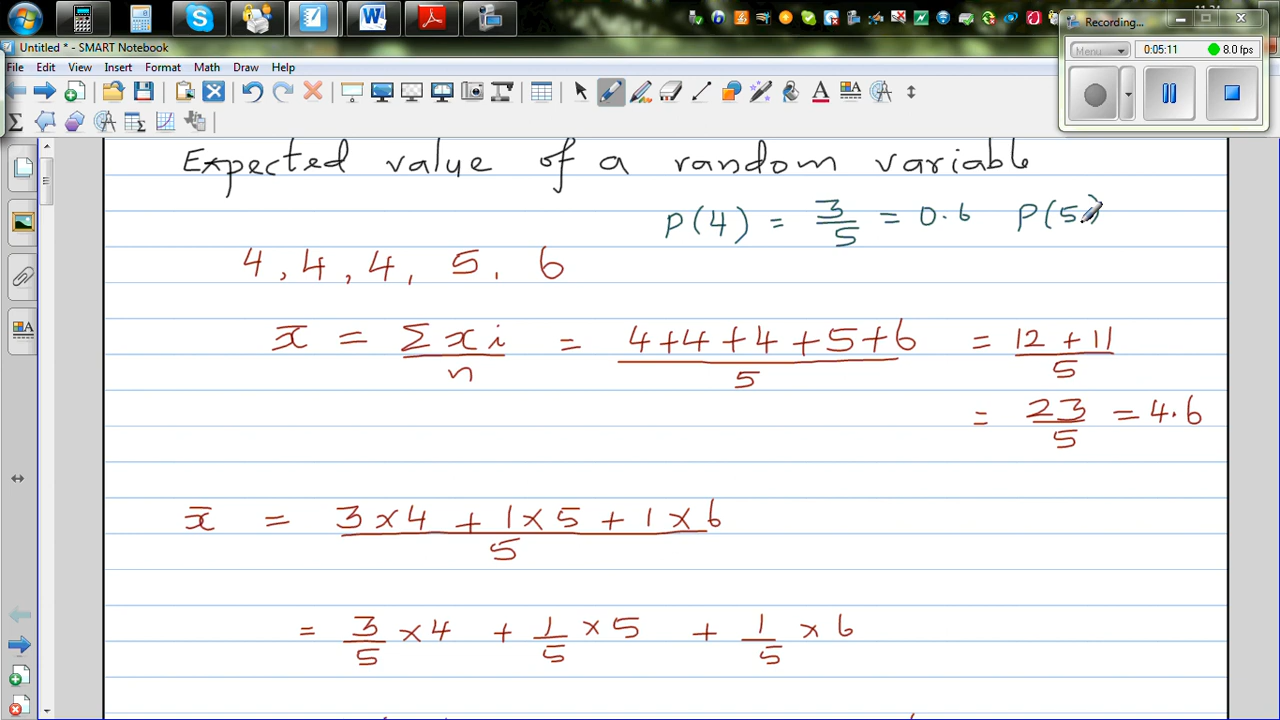 Untitled * - SMART Notebook
File Edit View Insert Format Math Draw Help
Recording...
Menu
0:05:11
8.0 fps
Expected value of a random variable
P(4) = 3/5 = 0.6 P(5)
4, 4, 4, 5, 6
x̄ = Σxi/n = 4+4+4+5+6/5 = 12+11/5
= 23/5 = 4.6
x̄ = 3×4 + 1×5 + 1×6/5
= 3/5 ×4 + 1/5 ×5 + 1/5 × 6